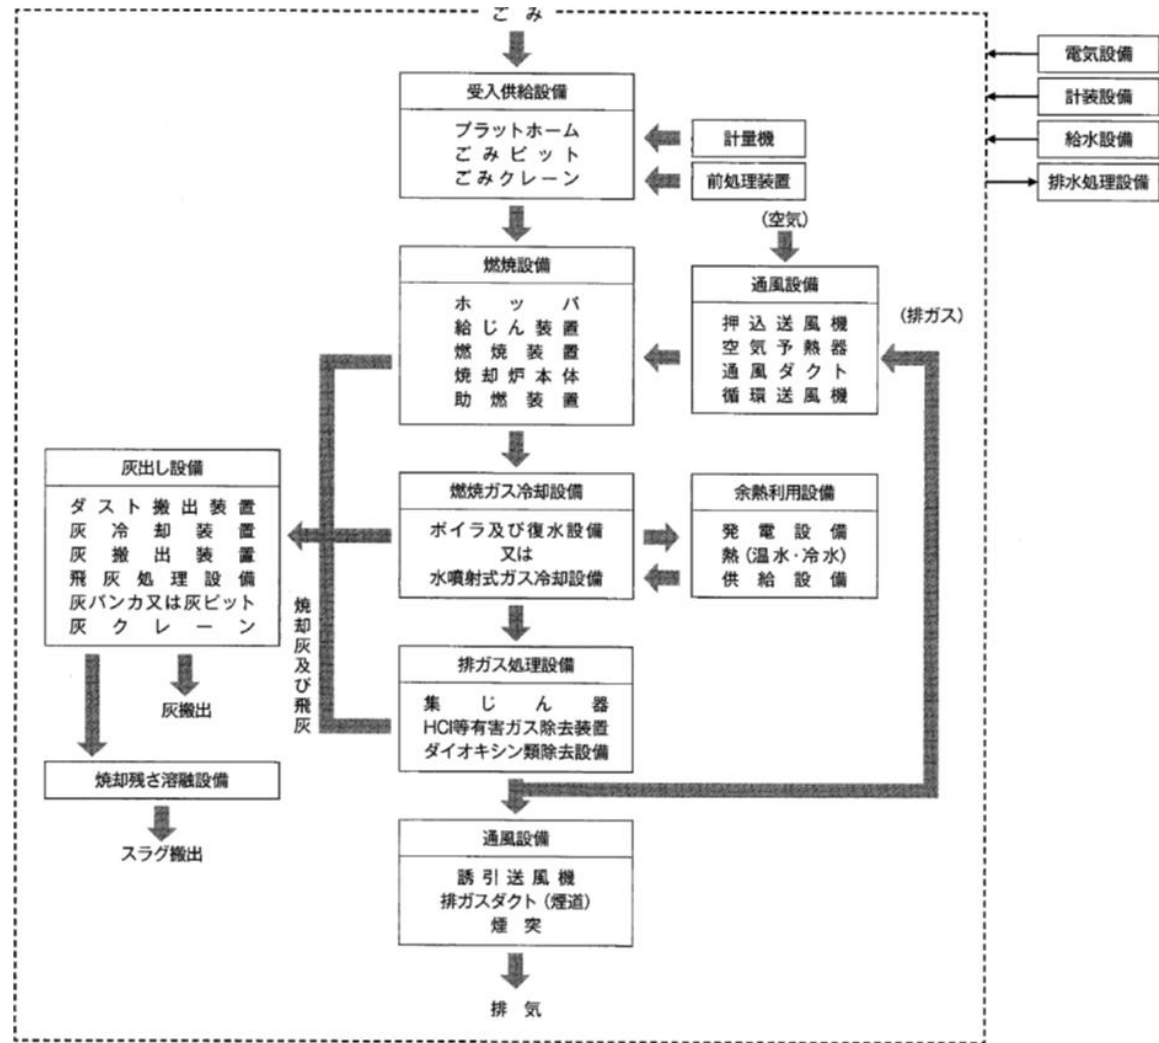 ごみ
電気設備
計装設備
給水設備
排水処理設備
受入供給設備
プラットホーム
ごみピット
ごみクレーン
計量機
前処理装置
(空気)
燃焼設備
ホッパ
給じん装置
燃焼装置
焼却炉本体
助燃装置
通風設備
押込送風機
空気予熱器
通風ダクト
循環送風機
(排ガス)
灰出し設備
ダスト搬出装置
灰冷却装置
灰搬出装置
飛灰処理設備
灰バンカ又は灰ピット
灰クレーン
燃焼ガス冷却設備
ボイラ及び復水設備
又は
水噴射式ガス冷却設備
余熱利用設備
発電設備
熱(温水・冷水)
供給設備
焼却灰及び飛灰
排ガス処理設備
集じん器
HCl等有害ガス除去装置
ダイオキシン類除去設備
灰搬出
焼却残さ溶融設備
スラグ搬出
通風設備
誘引送風機
排ガスダクト(煙道)
煙突
排気